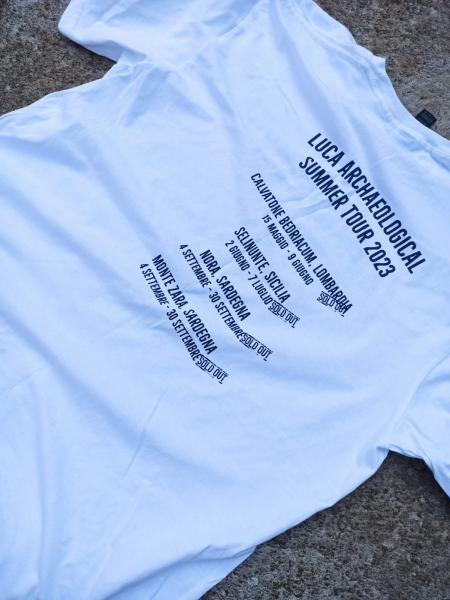 LUCA ARCHAEOLOGICAL
SUMMER TOUR 2023
CALVATONE BEDRIACUM, LOMBARDIA
15 MAGGIO - 9 GIUGNO SOLD OUT
SELINUNTE, SICILIA
2 GIUGNO - 7 LUGLIO SOLD OUT
NORA, SARDEGNA
4 SETTEMBRE - 30 SETTEMBRE SOLD OUT
MONTE ZARA, SARDEGNA
4 SETTEMBRE - 30 SETTEMBRE SOLD OUT